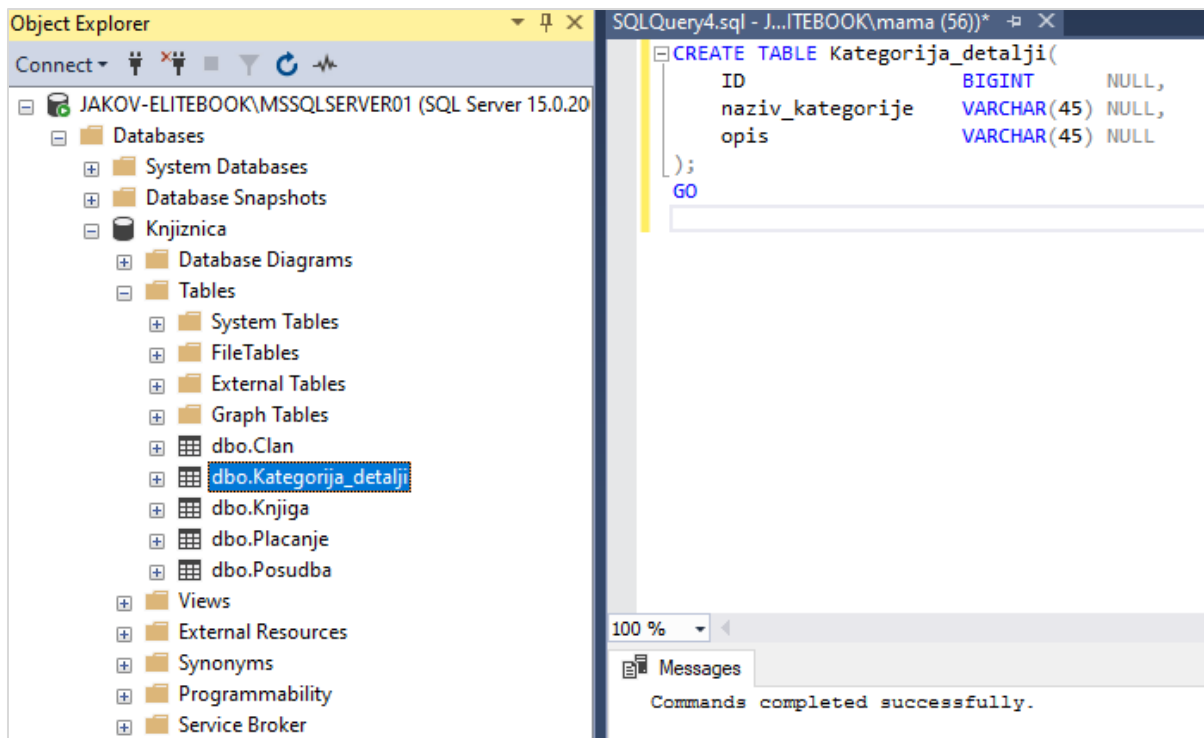 Object Explorer
Connect
JAKOV-ELITEBOOK\MSSQLSERVER01 (SQL Server 15.0.20
Databases
System Databases
Database Snapshots
Knjiznica
Database Diagrams
Tables
System Tables
FileTables
External Tables
Graph Tables
dbo.Clan
dbo.Kategorija_detalji
dbo.Knjiga
dbo.Placanje
dbo.Posudba
Views
External Resources
Synonyms
Programmability
Service Broker
SQLQuery4.sql - J...ITEBOOK\mama (56))*
CREATE TABLE Kategorija_detalji(
ID BIGINT NULL,
naziv_kategorije VARCHAR(45) NULL,
opis VARCHAR(45) NULL
);
GO
100 %
Messages
Commands completed successfully.